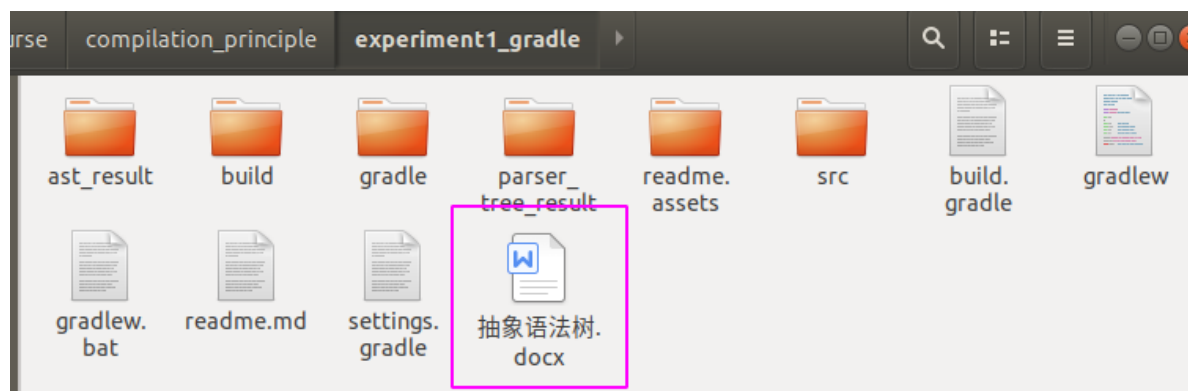 urse compilation_principle experiment1_gradle
ast_result build gradle parser_ readme. src build. gradlew
tree_result assets gradle
gradlew. readme.md settings. 抽象语法树.
bat gradle docx